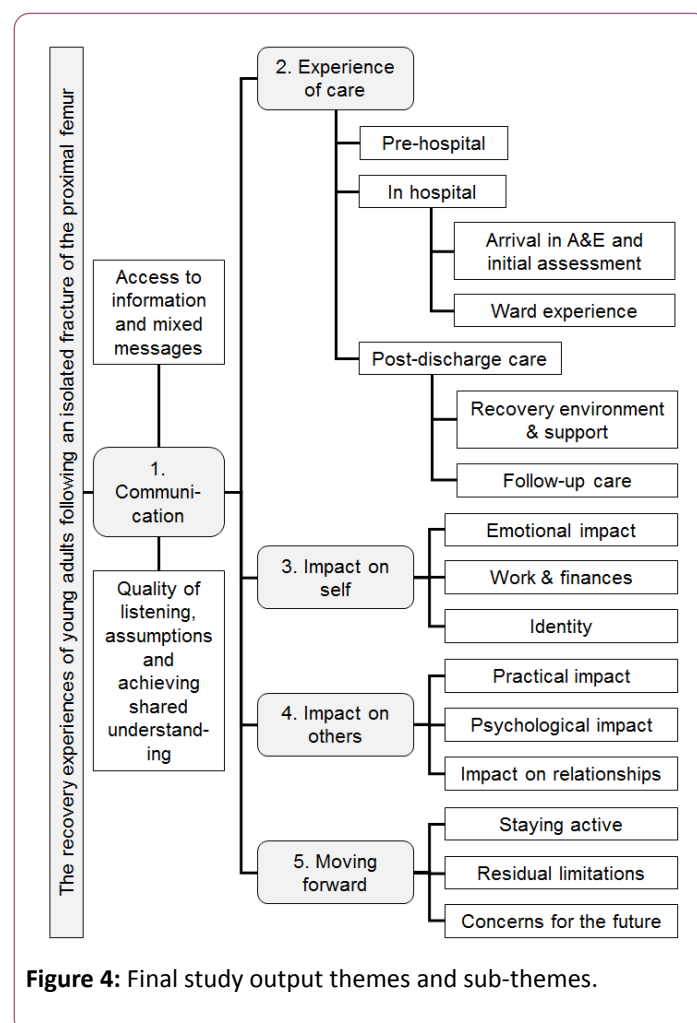 The recovery experiences of young adults following an isolated fracture of the proximal femur
Access to
information
and mixed
messages
1.
Communi-
cation
Quality of
listening,
assumptions
and
achieving
shared
understand-
ing
2. Experience
of care
Pre-hospital
In hospital
Arrival in A&E and
initial assessment
Ward experience
Post-discharge care
Recovery environment
& support
Follow-up care
3. Impact on
self
Emotional impact
Work & finances
Identity
4. Impact on
others
Practical impact
Psychological impact
Impact on relationships
5. Moving
forward
Staying active
Residual limitations
Concerns for the future
Figure 4: Final study output themes and sub-themes.